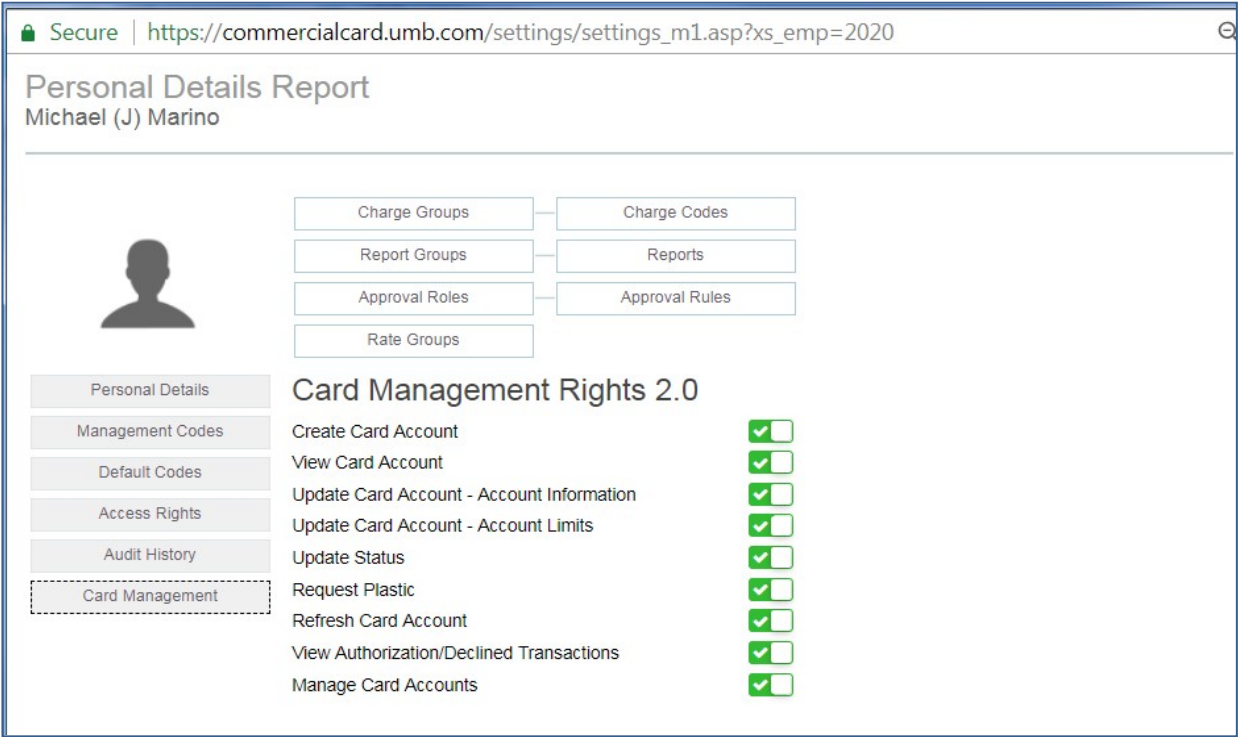 Secure | https://commercialcard.umb.com/settings/settings_m1.asp?xs_emp=2020
Personal Details Report
Michael (J) Marino
Charge Groups Charge Codes
Report Groups Reports
Approval Roles Approval Rules
Rate Groups
Personal Details
Management Codes
Default Codes
Access Rights
Audit History
Card Management
Card Management Rights 2.0
Create Card Account
View Card Account
Update Card Account - Account Information
Update Card Account - Account Limits
Update Status
Request Plastic
Refresh Card Account
View Authorization/Declined Transactions
Manage Card Accounts